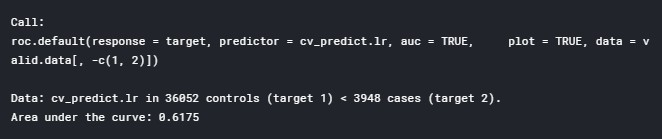 Call:
roc.default(response = target, predictor = cv_predict.lr, auc = TRUE,     plot = TRUE, data = v
alid.data[, -c(1, 2)])
Data: cv_predict.lr in 36052 controls (target 1) < 3948 cases (target 2).
Area under the curve: 0.6175